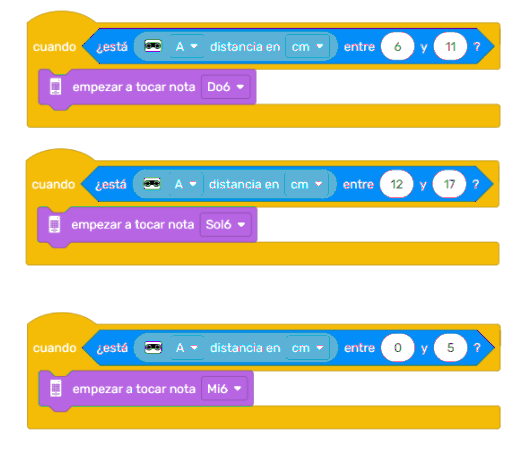 cuando ¿está A distancia en cm entre 6 y 11 ?
empezar a tocar nota Do6
cuando ¿está A distancia en cm entre 12 y 17 ?
empezar a tocar nota Sol6
cuando ¿está A distancia en cm entre 0 y 5 ?
empezar a tocar nota Mi6